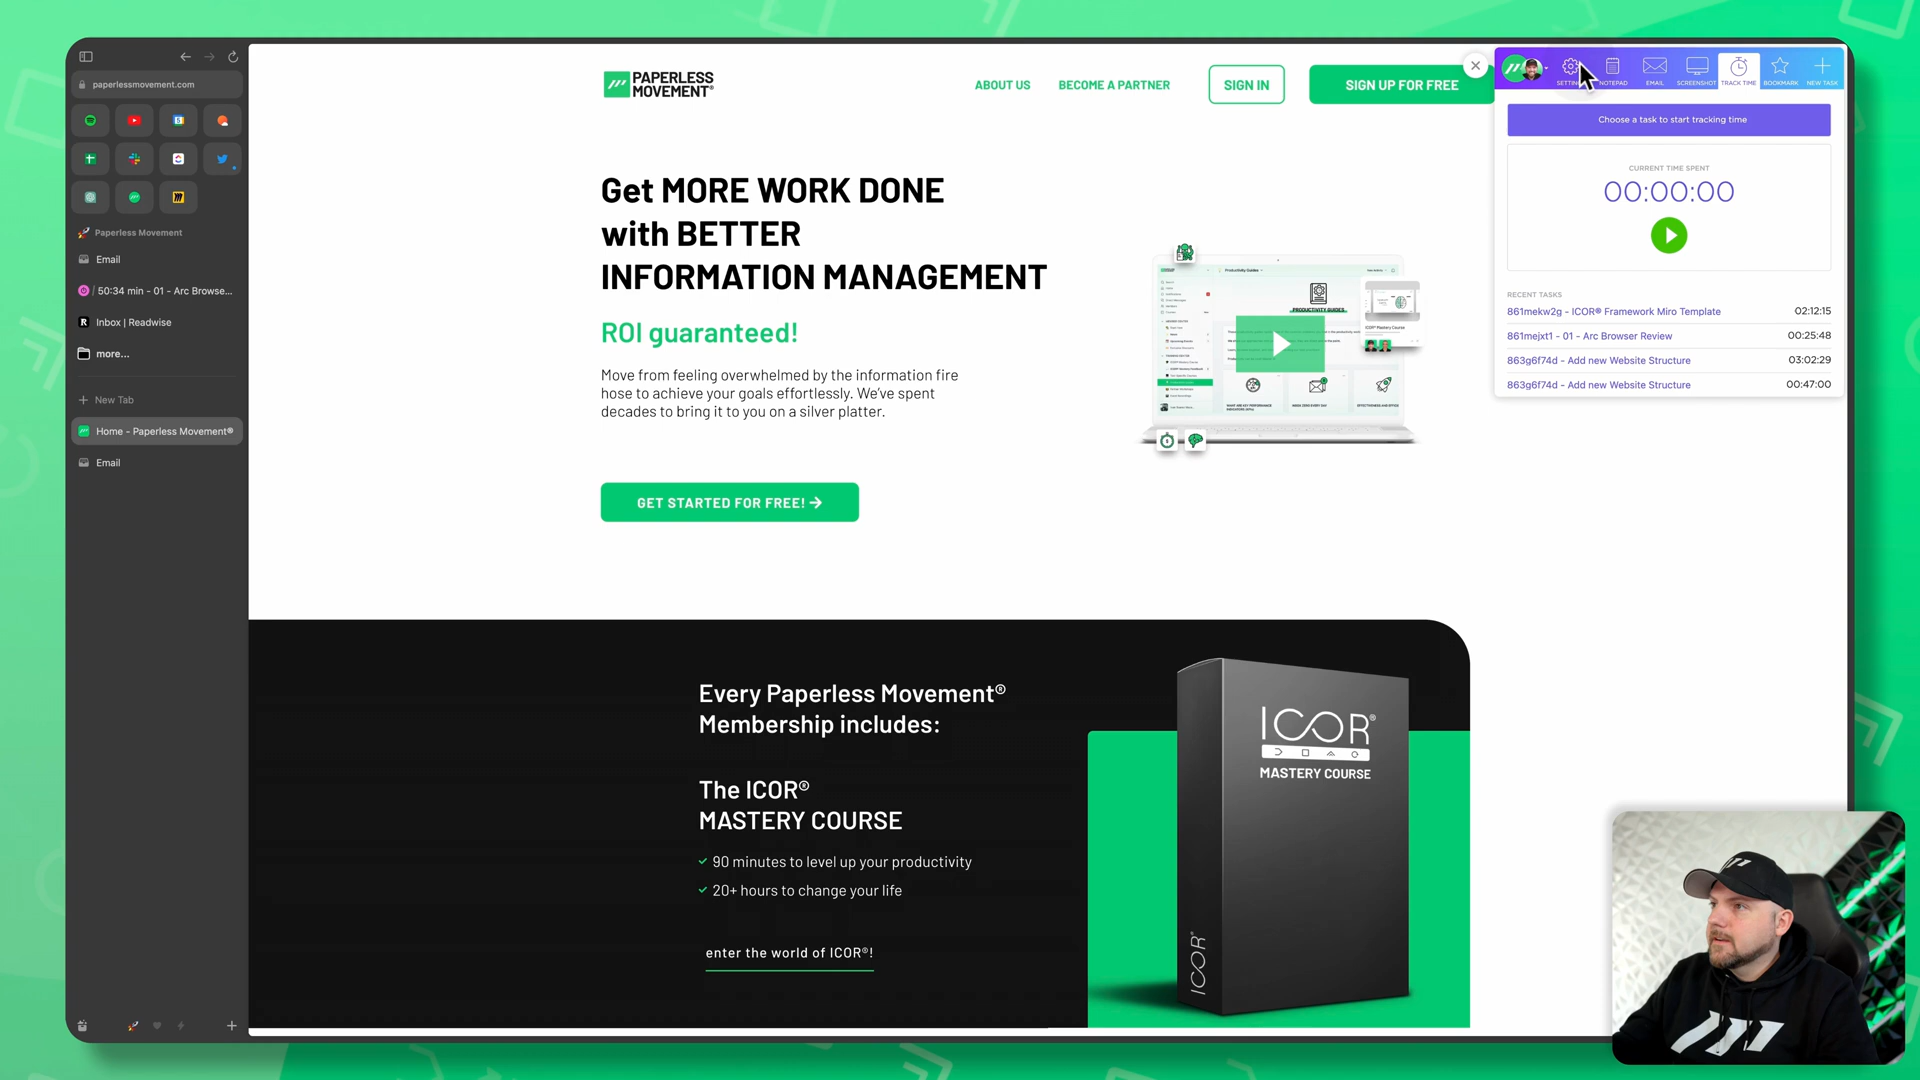 paperlessmovement.com
Paperless Movement
Email
/ 50:34 min - 01 - Arc Browse...
Inbox | Readwise
more...
New Tab
Home - Paperless Movement®
Email
PAPERLESS
MOVEMENT®
ABOUT US
BECOME A PARTNER
SIGN IN
SIGN UP FOR FREE
Get MORE WORK DONE
with BETTER
INFORMATION MANAGEMENT
ROI guaranteed!
Move from feeling overwhelmed by the information fire
hose to achieve your goals effortlessly. We've spent
decades to bring it to you on a silver platter.
GET STARTED FOR FREE!
Productivity Guides
PRODUCTIVITY GUIDES
ICOR® Mastery Course
Every Paperless Movement®
Membership includes:
The ICOR®
MASTERY COURSE
90 minutes to level up your productivity
20+ hours to change your life
enter the world of ICOR®!
ICOR®
MASTERY COURSE
ICOR
NOTEPAD
EMAIL
SCREENSHOT
TRACK TIME
BOOKMARK
NEW TASK
Choose a task to start tracking time
CURRENT TIME SPENT
00:00:00
RECENT TASKS
861mekw2g - ICOR® Framework Miro Template 02:12:15
861mejxt1 - 01 - Arc Browser Review 00:25:48
863g6f74d - Add new Website Structure 03:02:29
863g6f74d - Add new Website Structure 00:47:00